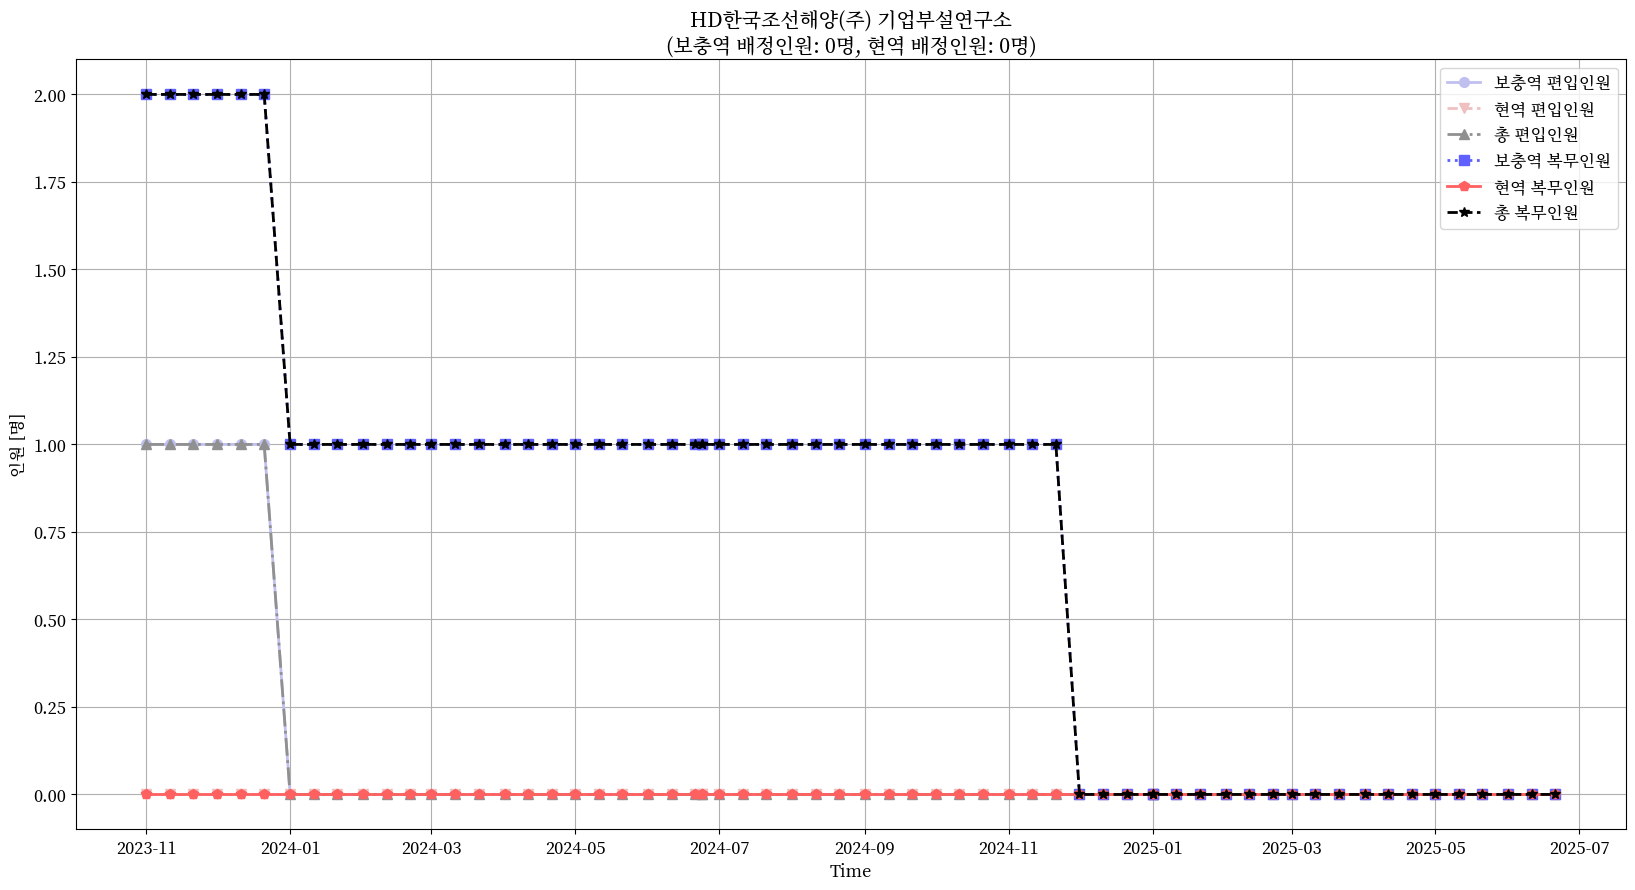 HD한국조선해양(주) 기업부설연구소
(보충역 배정인원: 0명, 현역 배정인원: 0명)
보충역 편입인원
현역 편입인원
총 편입인원
보충역 복무인원
현역 복무인원
총 복무인원
인원 [명]
2.00
1.75
1.50
1.25
1.00
0.75
0.50
0.25
0.00
2023-11 2024-01 2024-03 2024-05 2024-07 2024-09 2024-11 2025-01 2025-03 2025-05 2025-07
Time